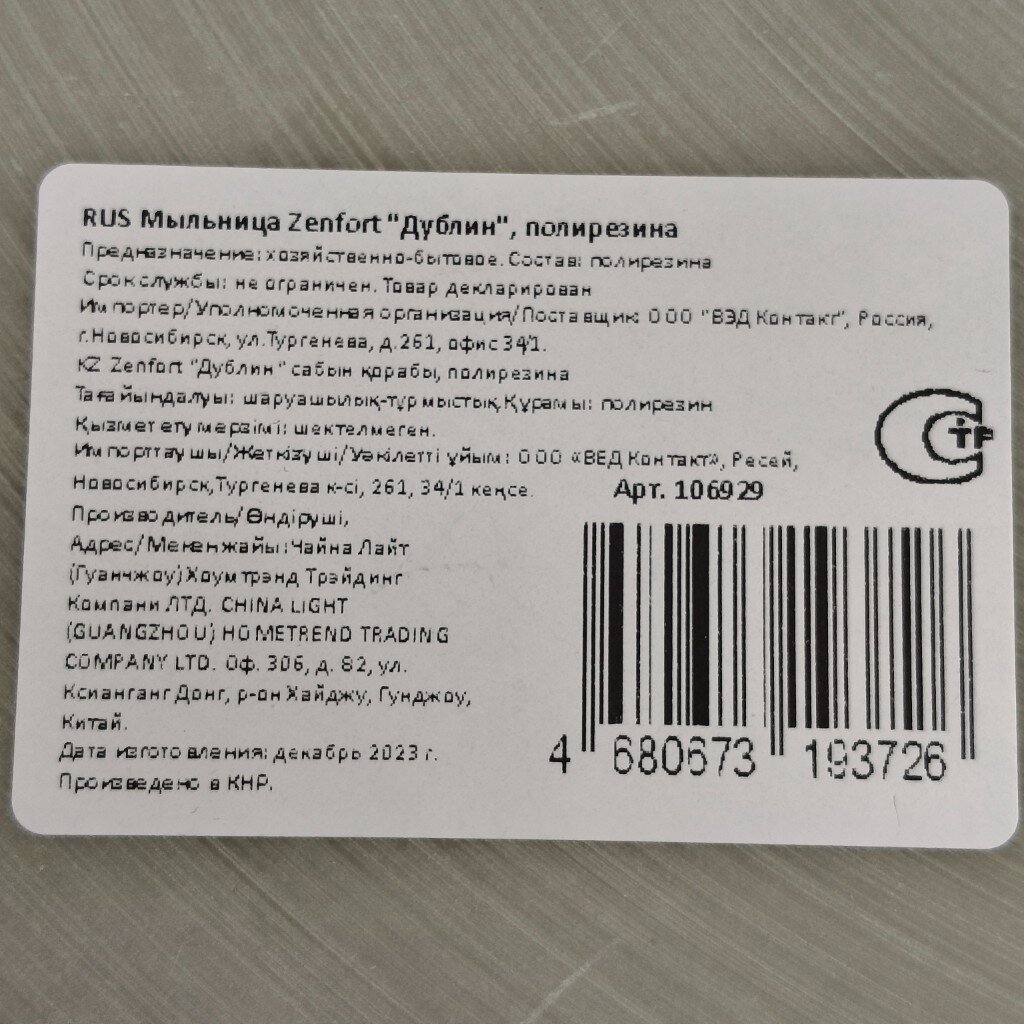 RUS Мыльница Zenfort "Дублин", полирезина
Предназначение: хозяйственно-бытовое. Состав: полирезина
Срок службы: не ограничен. Товар декларирован
Импортер/Уполномоченная организация/Поставщик: ООО "ВЭД Контакт", Россия,
г.Новосибирск, ул.Тургенева, д.261, офис 34/1.
KZ Zenfort "Дублин" сабын қорабы, полирезина
Тағайындалуы: шаруашылық-тұрмыстық.Құрамы: полирезин
Қызмет ету мерзімі: шектелмеген.
Импорттаушы/Жеткізуші/Уәкілетті ұйым: ООО «ВЕД Контакт», Ресей,
Новосибирск,Тургенева к-сі, 261, 34/1 кеңсе.
Арт. 106929
Производитель/Өндіруші,
Адрес/Мекенжайы:Чайна Лайт
(Гуанчжоу)Хоумтрэнд Трэйдинг
Компани ЛТД. CHINA LIGHT
(GUANGZHOU) HOMETREND TRADING
COMPANY LTD. Оф. 306, д. 82, ул.
Ксианганг Донг, р-он Хайджу, Гунджоу,
Китай.
Дата изготовления: декабрь 2023 г.
Произведено в КНР.
СТР
4 680673 193726